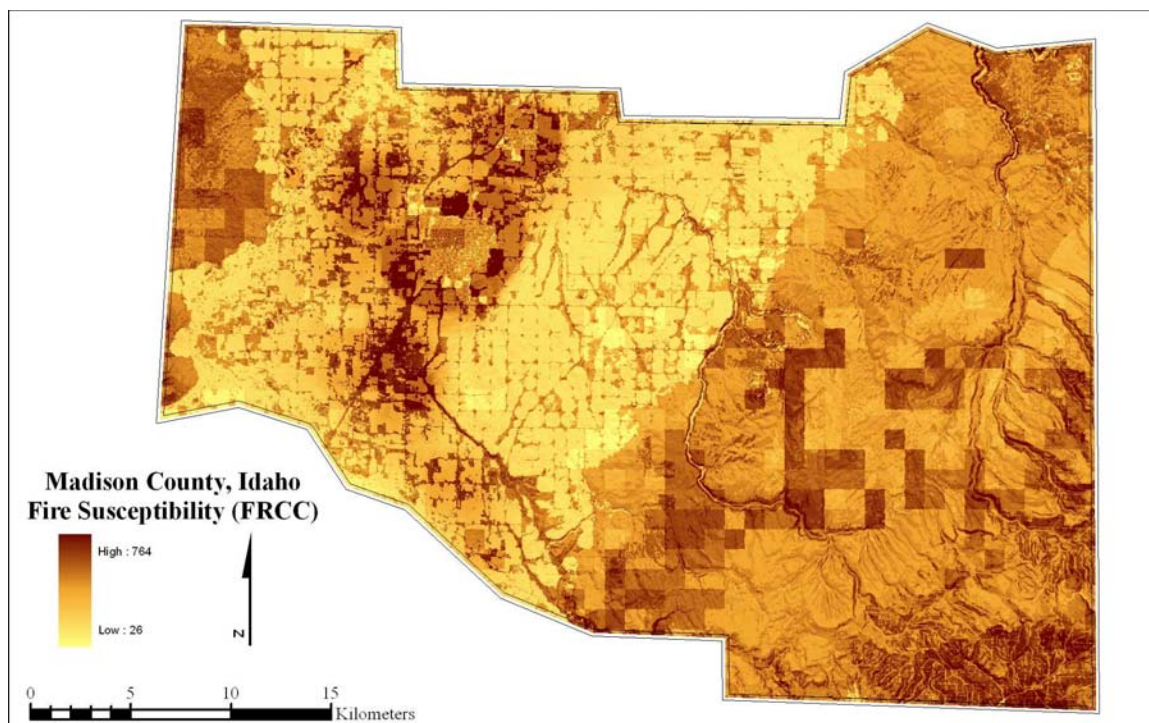 Madison County, Idaho
Fire Susceptibility (FRCC)
High : 764
Low : 26
N
0 5 10 15
Kilometers